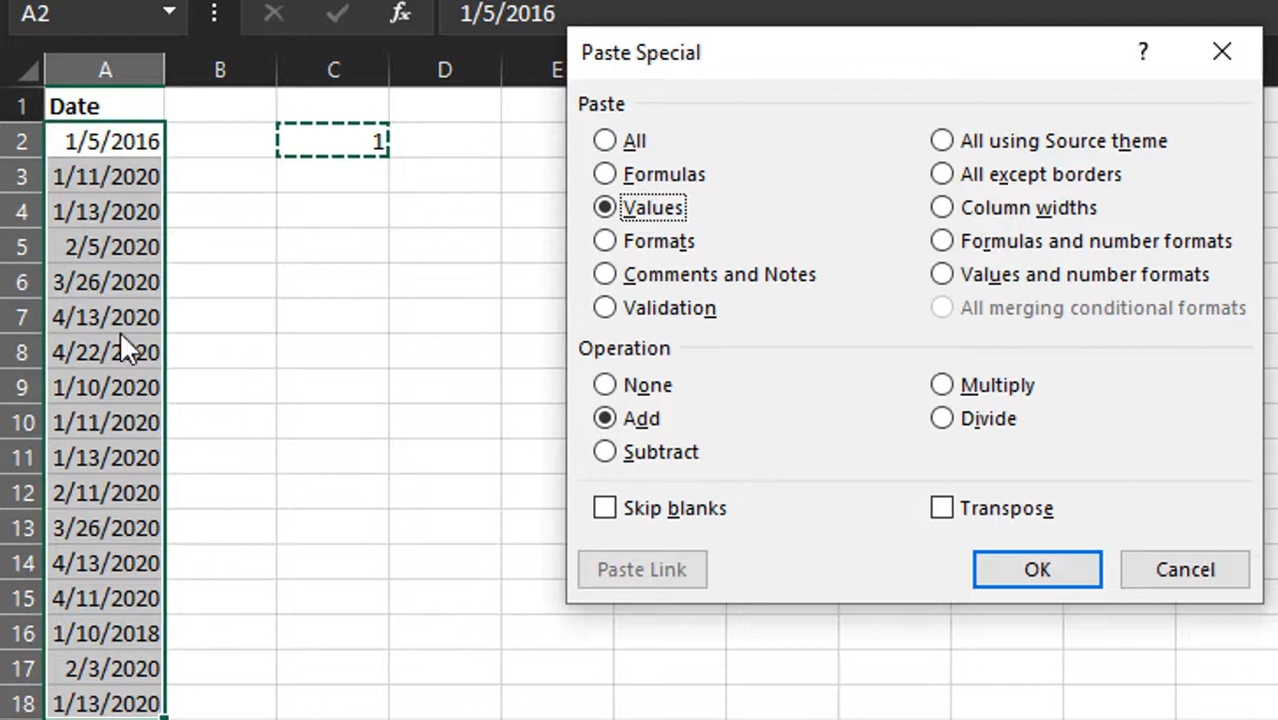 A2 fx 1/5/2016
A B C D E
1 Date
2 1/5/2016 1
3 1/11/2020
4 1/13/2020
5 2/5/2020
6 3/26/2020
7 4/13/2020
8 4/22/2020
9 1/10/2020
10 1/11/2020
11 1/13/2020
12 2/11/2020
13 3/26/2020
14 4/13/2020
15 4/11/2020
16 1/10/2018
17 2/3/2020
18 1/13/2020
Paste Special ?
Paste
All All using Source theme
Formulas All except borders
Values Column widths
Formats Formulas and number formats
Comments and Notes Values and number formats
Validation All merging conditional formats
Operation
None Multiply
Add Divide
Subtract
Skip blanks Transpose
Paste Link OK Cancel